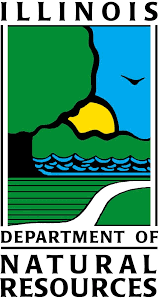 ILLINOIS
DEPARTMENT OF
NATURAL
RESOURCES